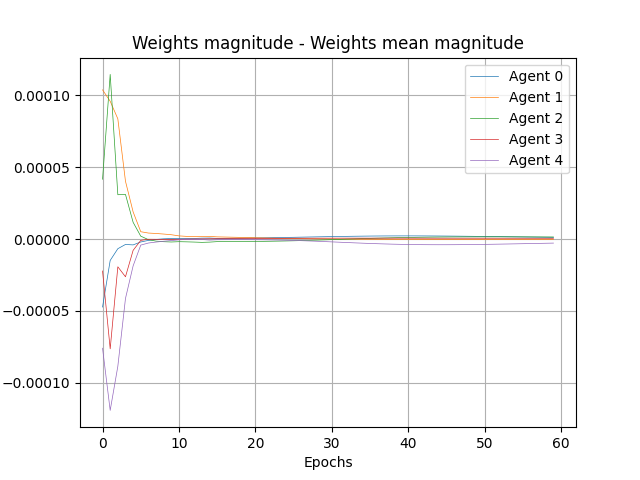 Weights magnitude - Weights mean magnitude
Agent 0
Agent 1
Agent 2
Agent 3
Agent 4
0.00010
0.00005
0.00000
−0.00005
−0.00010
0 10 20 30 40 50 60
Epochs